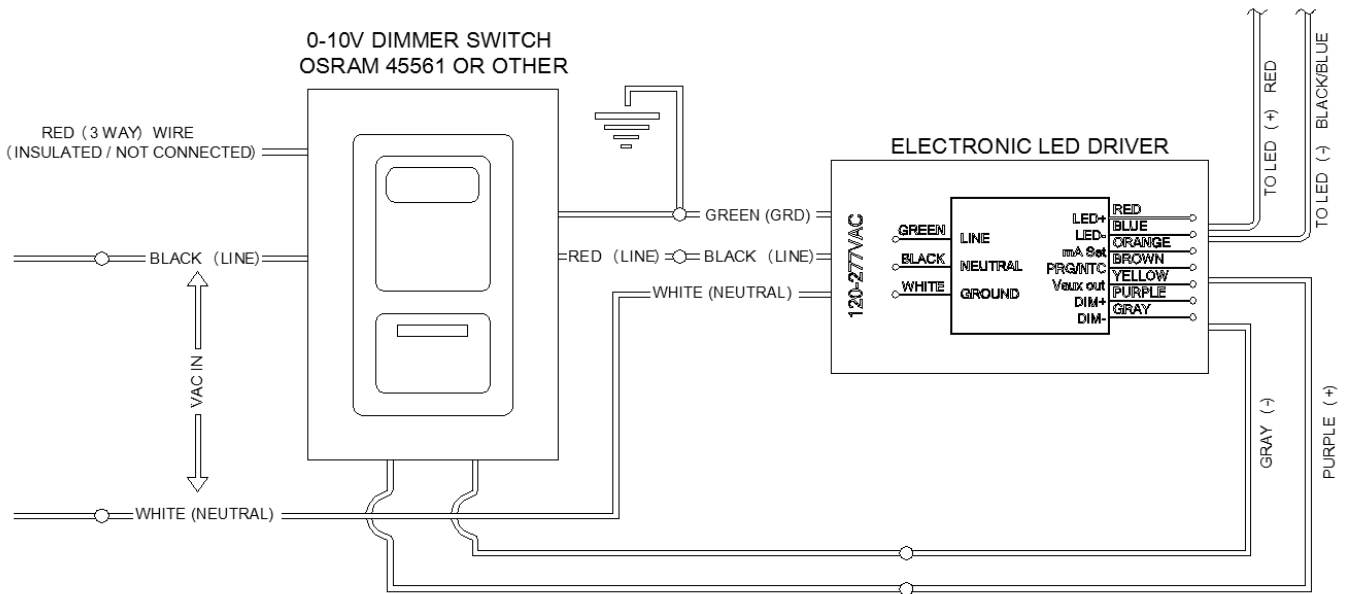 0-10V DIMMER SWITCH
OSRAM 45561 OR OTHER
RED (3 WAY) WIRE
(INSULATED / NOT CONNECTED)
BLACK (LINE)
VAC IN
WHITE (NEUTRAL)
GREEN (GRD)
RED (LINE)
BLACK (LINE)
WHITE (NEUTRAL)
ELECTRONIC LED DRIVER
120-277VAC
GREEN
BLACK
WHITE
LINE
NEUTRAL
GROUND
LED+
LED-
mA Set
PRG/NTC
Vaux out
DIM+
DIM-
RED
BLUE
ORANGE
BROWN
YELLOW
PURPLE
GRAY
TO LED (+) RED
TO LED (-) BLACK/BLUE
GRAY (-)
PURPLE (+)